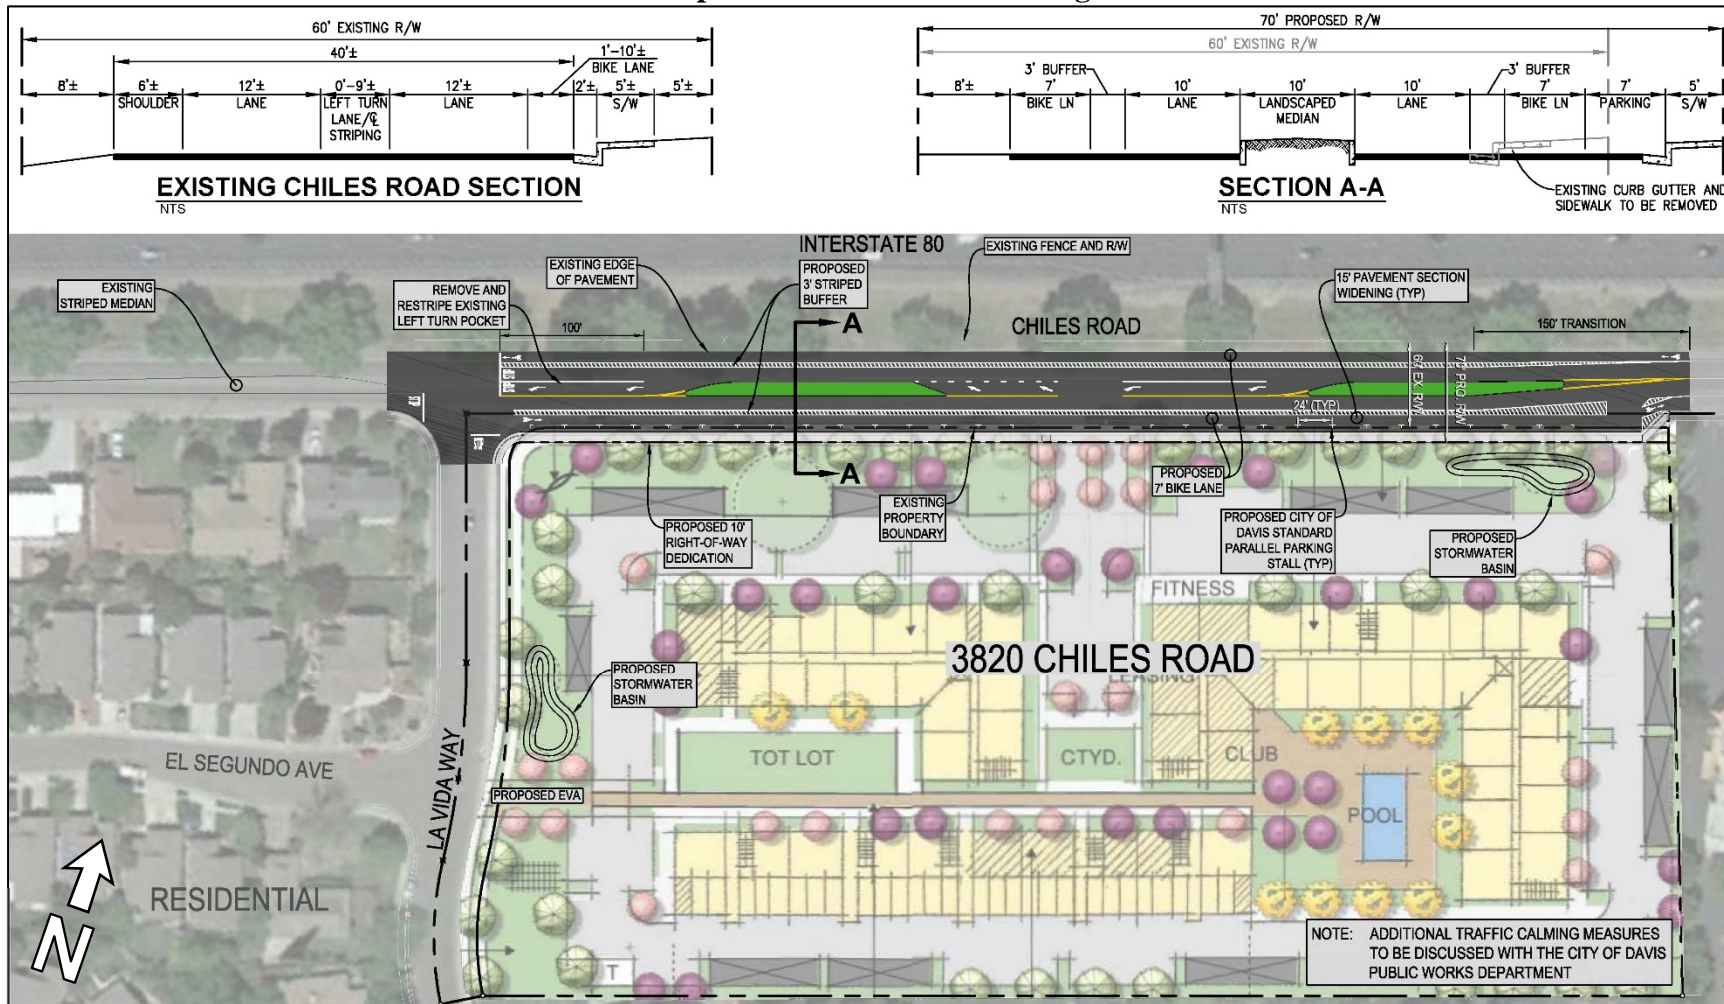 60' EXISTING R/W
40'±
1'-10'±
BIKE LANE
8'±
6'±
SHOULDER
12'±
LANE
0'-9'±
LEFT TURN
LANE/℄
STRIPING
12'±
LANE
2'±
5'±
S/W
5'±
EXISTING CHILES ROAD SECTION
NTS
70' PROPOSED R/W
60' EXISTING R/W
3' BUFFER
3' BUFFER
8'±
7'
BIKE LN
10'
LANE
10'
LANDSCAPED
MEDIAN
10'
LANE
7'
BIKE LN
7'
PARKING
5'
S/W
SECTION A-A
NTS
EXISTING CURB GUTTER AND
SIDEWALK TO BE REMOVED
INTERSTATE 80
EXISTING FENCE AND R/W
EXISTING
STRIPED MEDIAN
REMOVE AND
RESTRIPE EXISTING
LEFT TURN POCKET
EXISTING EDGE
OF PAVEMENT
PROPOSED
3' STRIPED
BUFFER
15' PAVEMENT SECTION
WIDENING (TYP)
100'
A
CHILES ROAD
150' TRANSITION
60' EX. R/W
70' PRO. R/W
STOP
STOP
STOP
24' (TYP)
A
PROPOSED 10'
RIGHT-OF-WAY
DEDICATION
EXISTING
PROPERTY
BOUNDARY
PROPOSED
7' BIKE LANE
PROPOSED CITY OF
DAVIS STANDARD
PARALLEL PARKING
STALL (TYP)
PROPOSED
STORMWATER
BASIN
FITNESS
3820 CHILES ROAD
LEASING
PROPOSED
STORMWATER
BASIN
TOT LOT
CTYD.
CLUB
POOL
EL SEGUNDO AVE
LA VIDA WAY
PROPOSED EVA
RESIDENTIAL
N
T
NOTE: ADDITIONAL TRAFFIC CALMING MEASURES
TO BE DISCUSSED WITH THE CITY OF DAVIS
PUBLIC WORKS DEPARTMENT